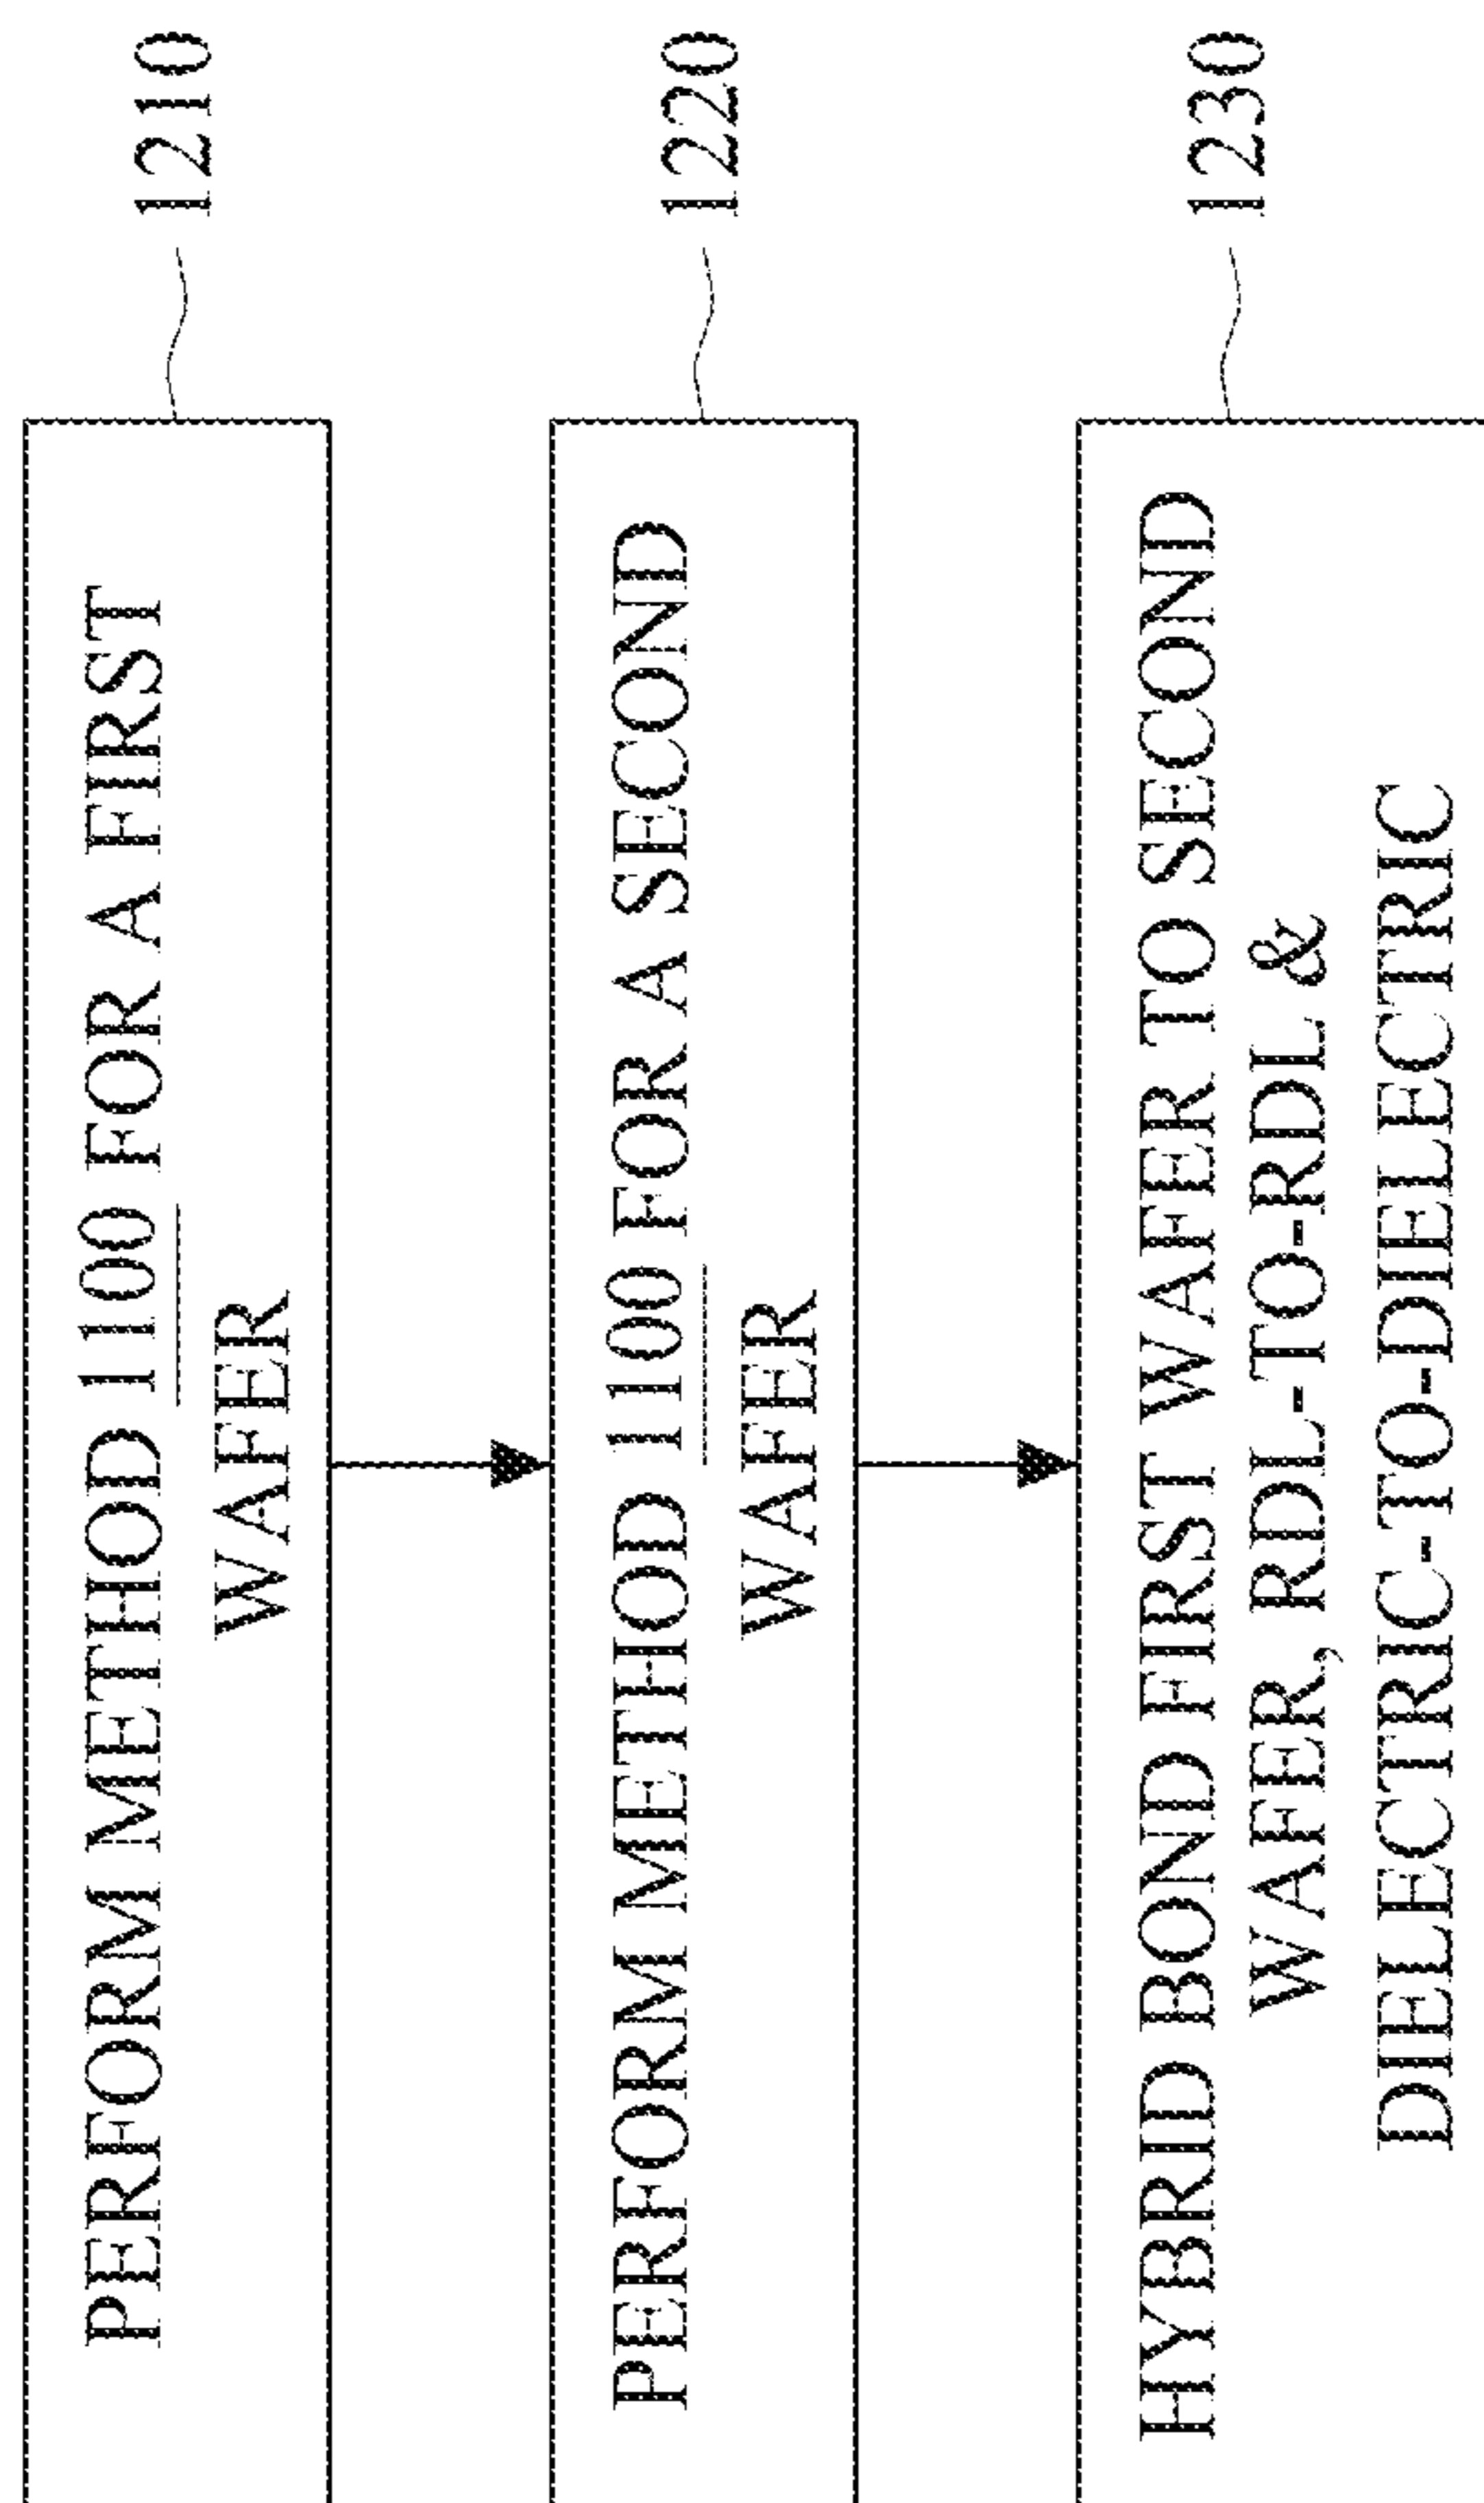 PERFORM METHOD 1100 FOR A FIRST
WAFER
1210
PERFORM METHOD 1100 FOR A SECOND
WAFER
1220
HYBRID BOND FIRST WAFER TO SECOND
WAFER, RDL-TO-RDL &
DIELECTRIC-TO-DIELECTRIC
1230